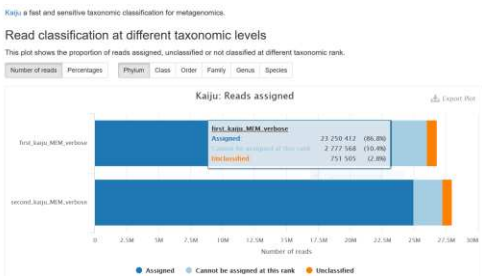 Kaiju a fast and sensitive taxonomic classification for metagenomics.
Read classification at different taxonomic levels
This plot shows the proportion of reads assigned, unclassified or not classified at different taxonomic rank.
Number of reads Percentages Phylum Class Order Family Genus Species
Kaiju: Reads assigned
Export Plot
first_kaiju_MEM_verbose
Assigned 23 250 412 (86.8%)
Cannot be assigned at this rank 2 777 568 (10.4%)
Unclassified 751 505 (2.8%)
first_kaiju_MEM_verbose
second_kaiju_MEM_verbose
0 2.5M 5M 7.5M 10M 12.5M 15M 17.5M 20M 22.5M 25M 27.5M 30M
Number of reads
Assigned Cannot be assigned at this rank Unclassified